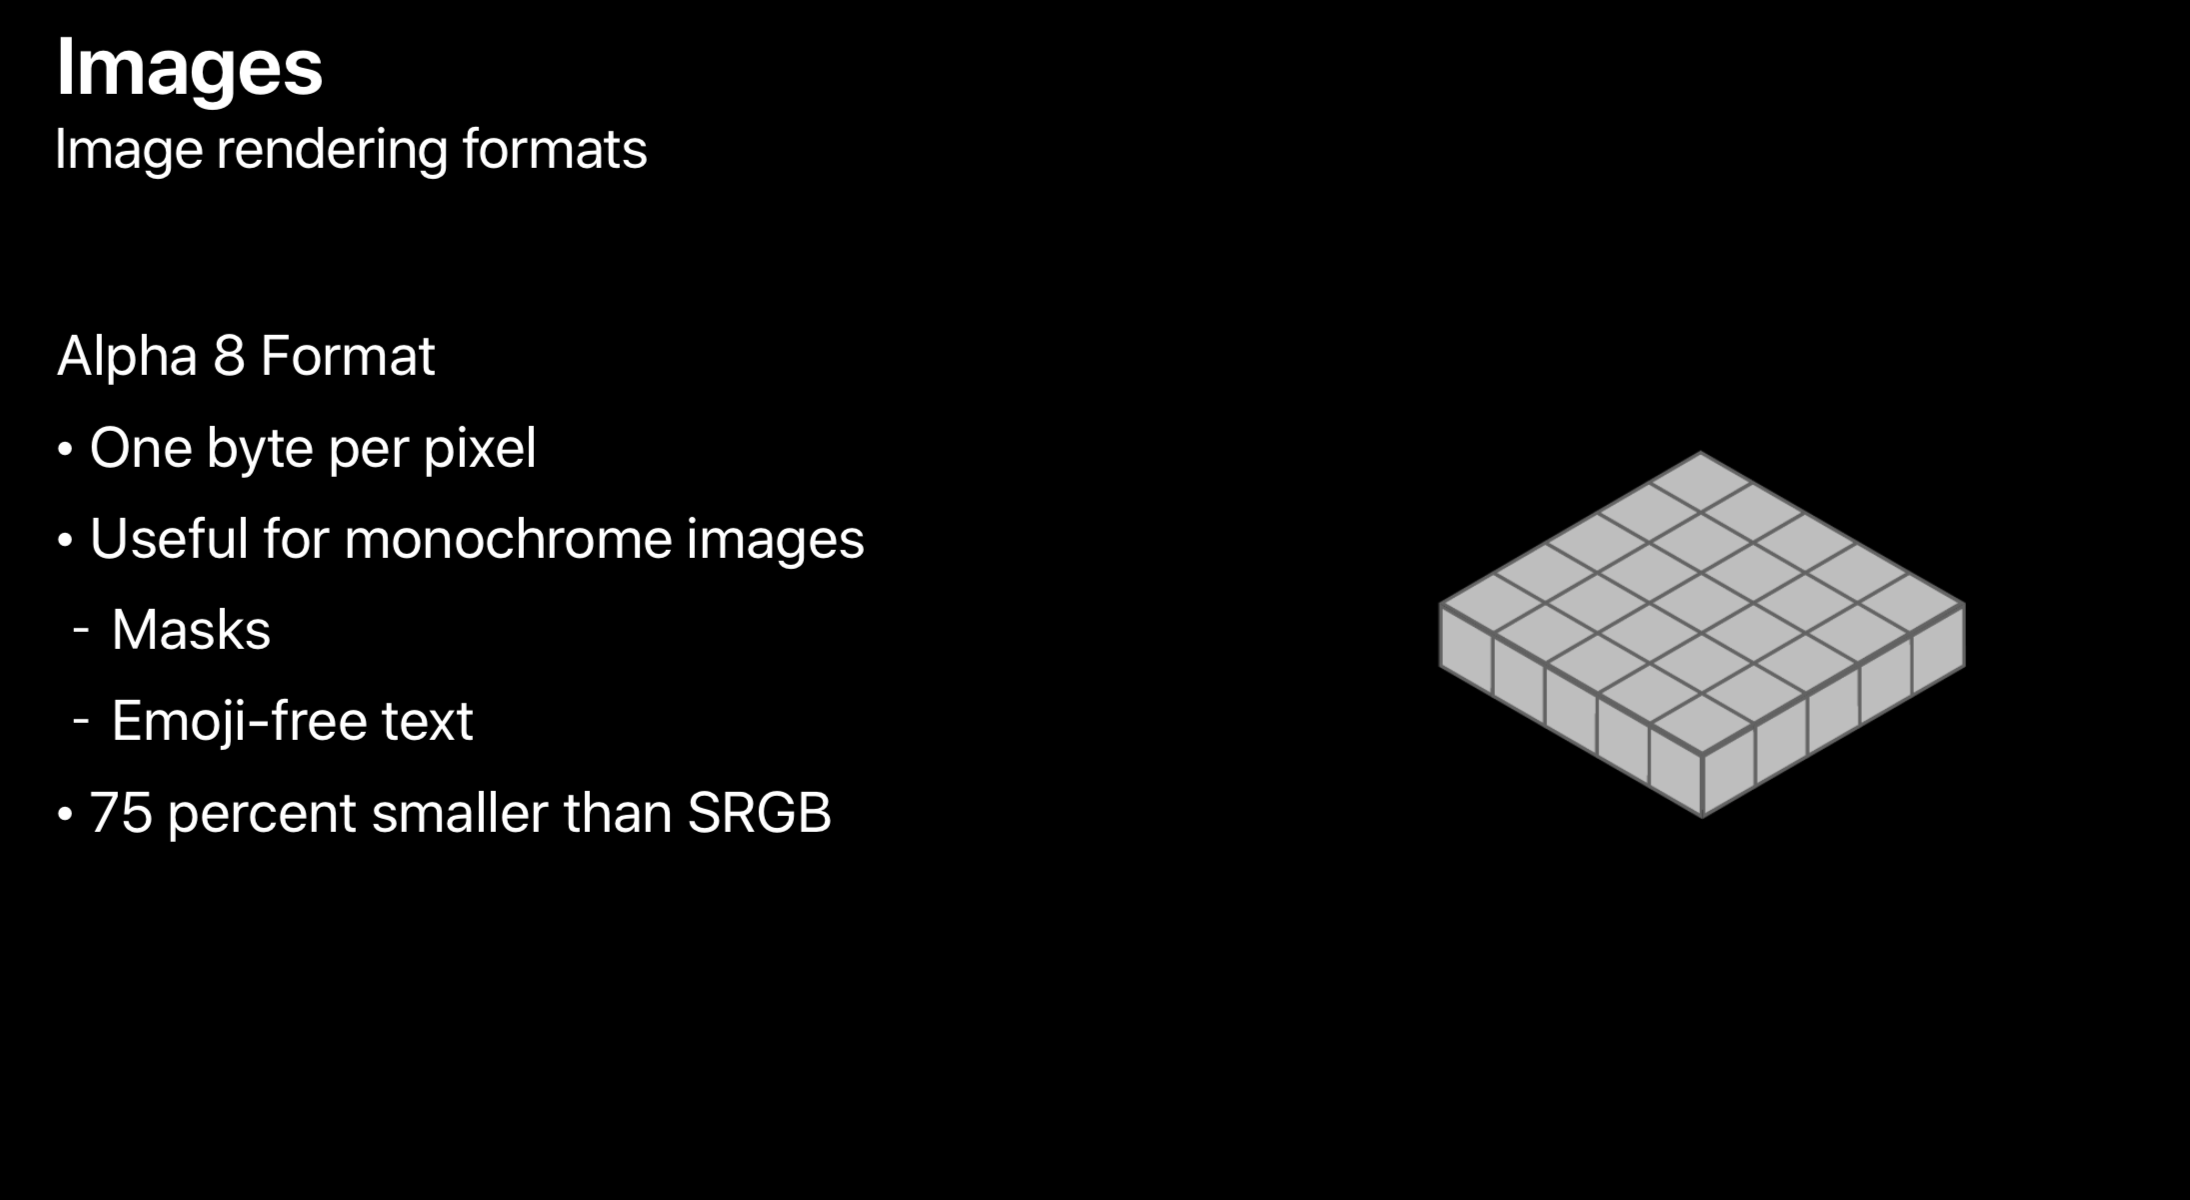 Images
Image rendering formats
Alpha 8 Format
• One byte per pixel
• Useful for monochrome images
- Masks
- Emoji-free text
• 75 percent smaller than SRGB